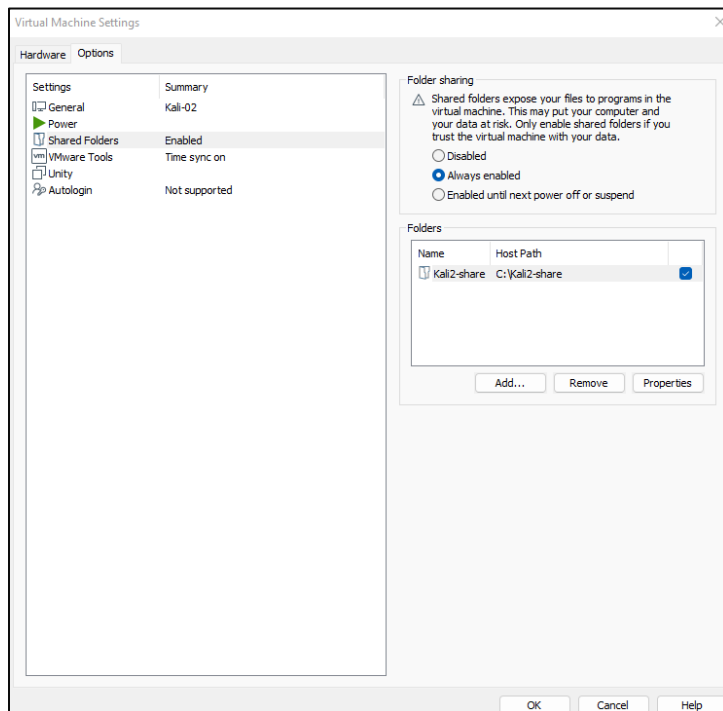 Virtual Machine Settings
Hardware Options
Settings Summary
General Kali-02
Power
Shared Folders Enabled
vm VMware Tools Time sync on
Unity
Autologin Not supported
Folder sharing
Shared folders expose your files to programs in the
virtual machine. This may put your computer and
your data at risk. Only enable shared folders if you
trust the virtual machine with your data.
Disabled
Always enabled
Enabled until next power off or suspend
Folders
Name Host Path
Kali2-share C:\Kali2-share
Add... Remove Properties
OK Cancel Help